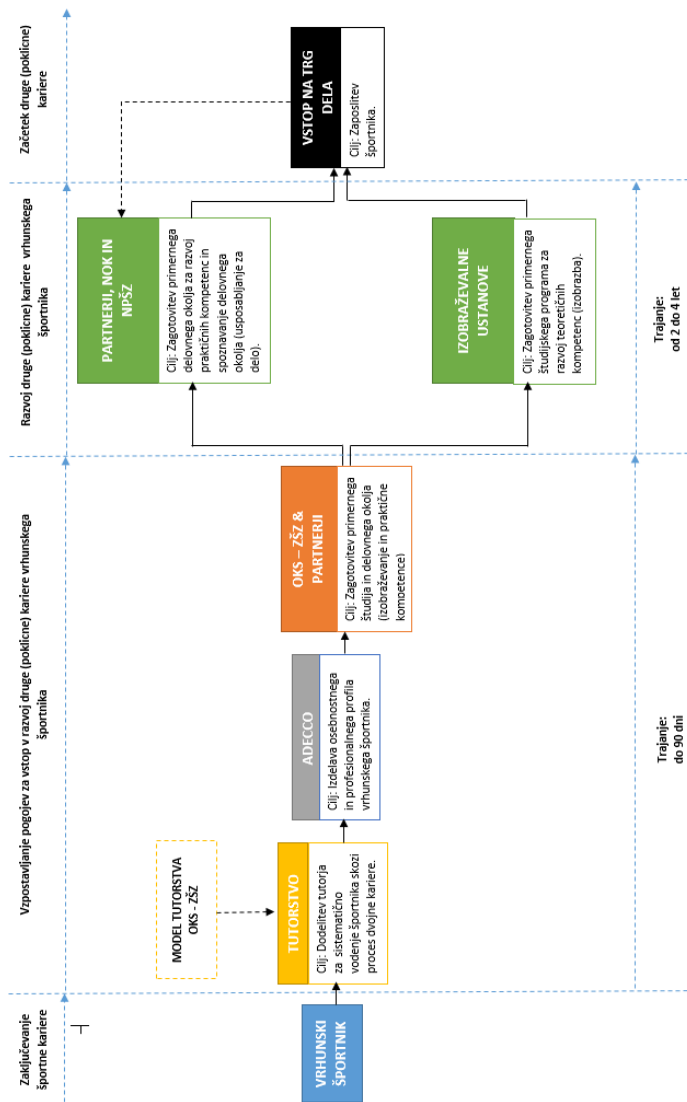 Zaključevanje
športne kariere
Vzpostavljanje pogojev za vstop v razvoj druge (poklicne) kariere vrhunskega
športnika
Razvoj druge (poklicne) kariere vrhunskega
športnika
Začetek druge (poklicne)
kariere
MODEL TUTORSTVA
OKS - ZŠZ
VRHUNSKI
ŠPORTNIK
TUTORSTVO
Cilj: Dodelitev tutorja
za sistematično
vodenje športnika skozi
proces dvojne kariere.
ADECCO
Cilj: Izdelava osebnostnega
in profesionalnega profila
vrhunskega športnika.
OKS – ZŠZ &
PARTNERJI
Cilj: Zagotovitev primernega
študija in delovnega okolja
(izobraževanje in praktične
kompetence)
PARTNERJI, NOK IN
NPŠZ
Cilj: Zagotovitev primernega
delovnega okolja za razvoj
praktičnih kompetenc in
spoznavanje delovnega
okolja (usposabljanje za
delo).
IZOBRAŽEVALNE
USTANOVE
Cilj: Zagotovitev primernega
študijskega programa za
razvoj teoretičnih
kompetenc (izobrazba).
VSTOP NA TRG
DELA
Cilj: Zaposlitev
športnika.
Trajanje:
do 90 dni
Trajanje:
od 2 do 4 let